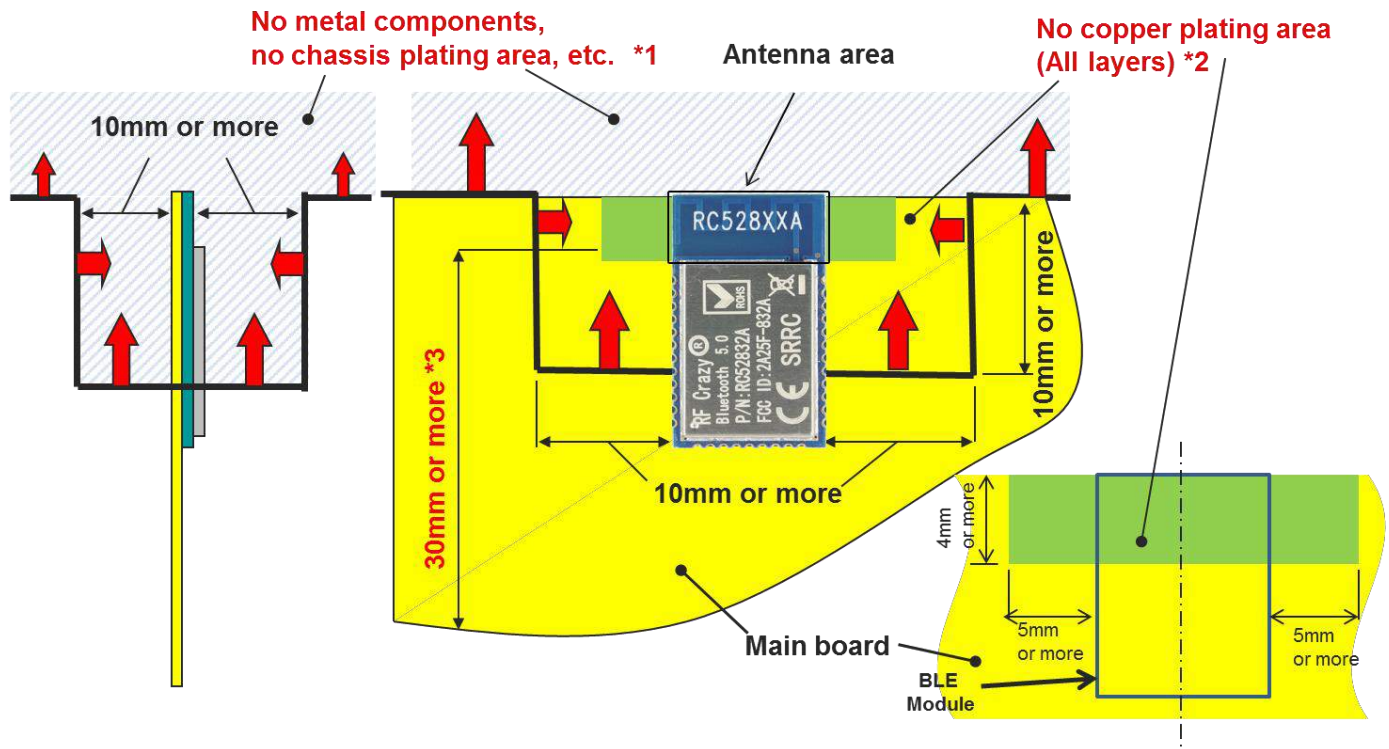 No metal components,
no chassis plating area, etc. *1
Antenna area
No copper plating area
(All layers) *2
10mm or more
RC528XXA
10mm or more
30mm or more *3
ROHS
RF Crazy ®
Bluetooth 5.0
P/N:RC52832A
FCC ID:2A25F-832A
CE SRRC
10mm or more
4mm
or more
5mm
or more
5mm
or more
Main board
BLE
Module